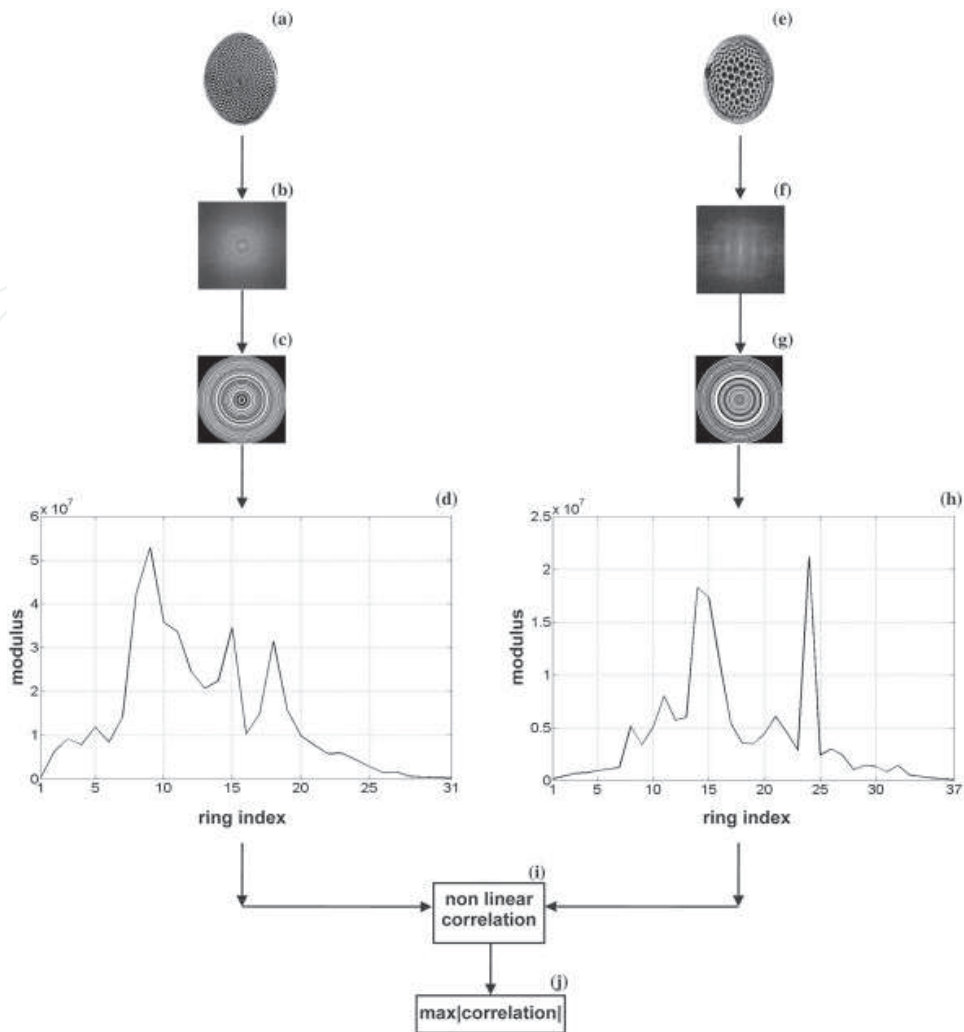 (a)
(e)
(b)
(f)
(c)
(g)
(d)
× 10⁷
6
5
4
3
2
1
0
modulus
1 5 10 15 20 25 31
ring index
(h)
× 10⁷
2.5
2
1.5
1
0.5
0
modulus
1 5 10 15 20 25 30 37
ring index
(i)
non linear
correlation
(j)
max|correlation|